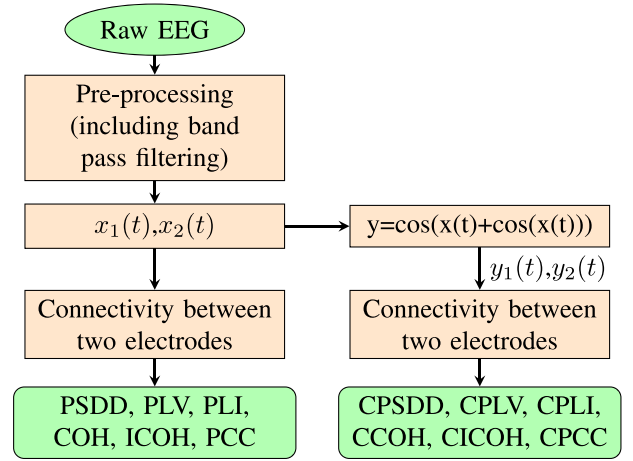 Raw EEG
Pre-processing
(including band
pass filtering)
x₁(t),x₂(t)
y=cos(x(t)+cos(x(t)))
y₁(t),y₂(t)
Connectivity between
two electrodes
Connectivity between
two electrodes
PSDD, PLV, PLI,
COH, ICOH, PCC
CPSDD, CPLV, CPLI,
CCOH, CICOH, CPCC